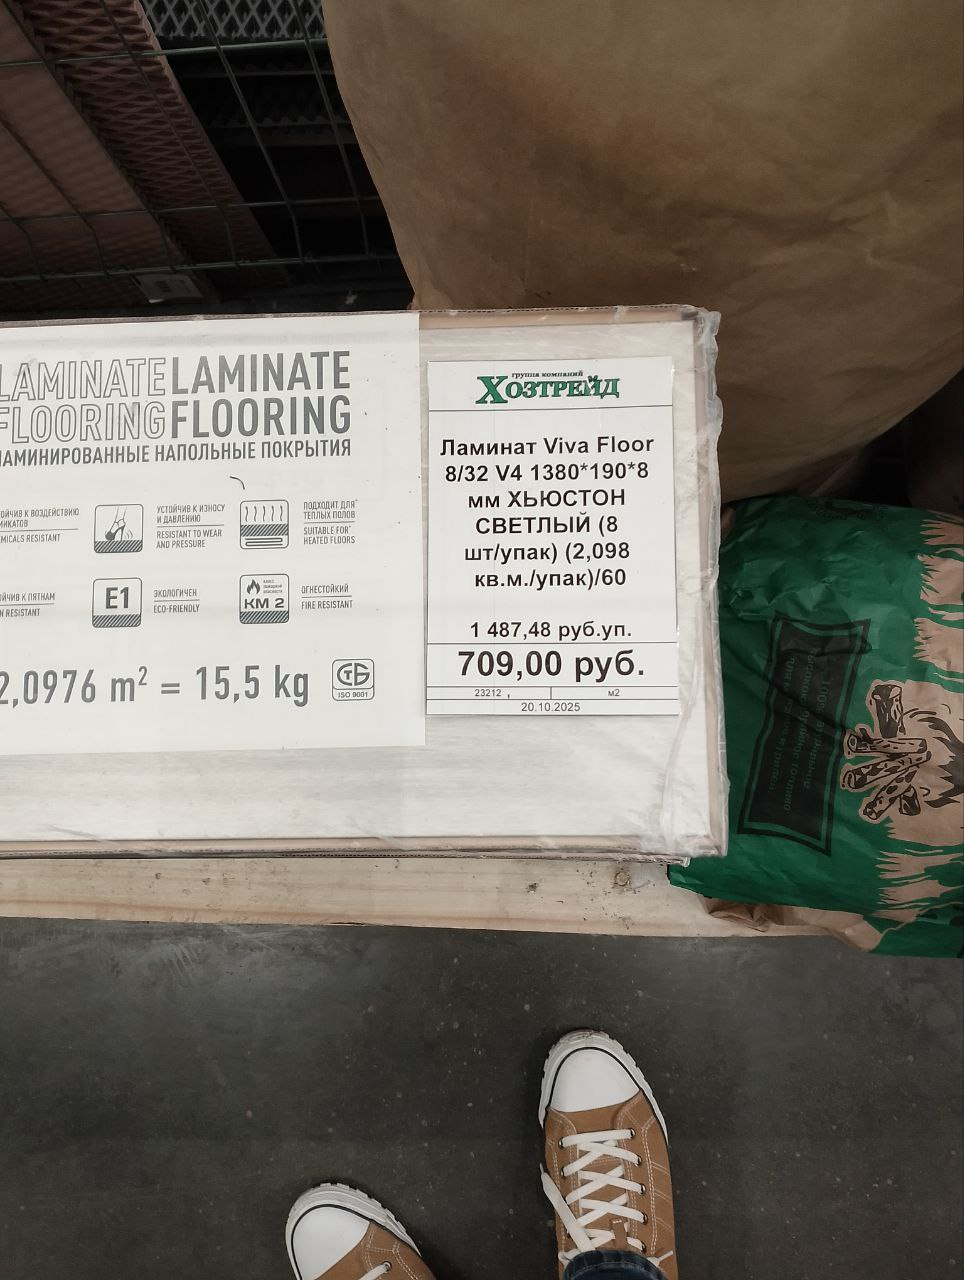 LAMINATE LAMINATE
FLOORING FLOORING
ЛАМИНИРОВАННЫЕ НАПОЛЬНЫЕ ПОКРЫТИЯ
УСТОЙЧИВ К ИЗНОСУ
И ДАВЛЕНИЮ
RESISTANT TO WEAR
AND PRESSURE
ПОДХОДИТ ДЛЯ*
ТЕПЛЫХ ПОЛОВ
SUITABLE FOR*
HEATED FLOORS
E1
ЭКОЛОГИЧЕН
ECO-FRIENDLY
КМ 2
ОГНЕСТОЙКИЙ
FIRE RESISTANT
2,0976 m² = 15,5 kg
ISO 9001
группа компаний
ХОЗТРЕЙД
Ламинат Viva Floor
8/32 V4 1380*190*8
мм ХЬЮСТОН
СВЕТЛЫЙ (8
шт/упак) (2,098
кв.м./упак)/60
1 487,48 руб.уп.
709,00 руб.
23212 ,
м2
20.10.2025